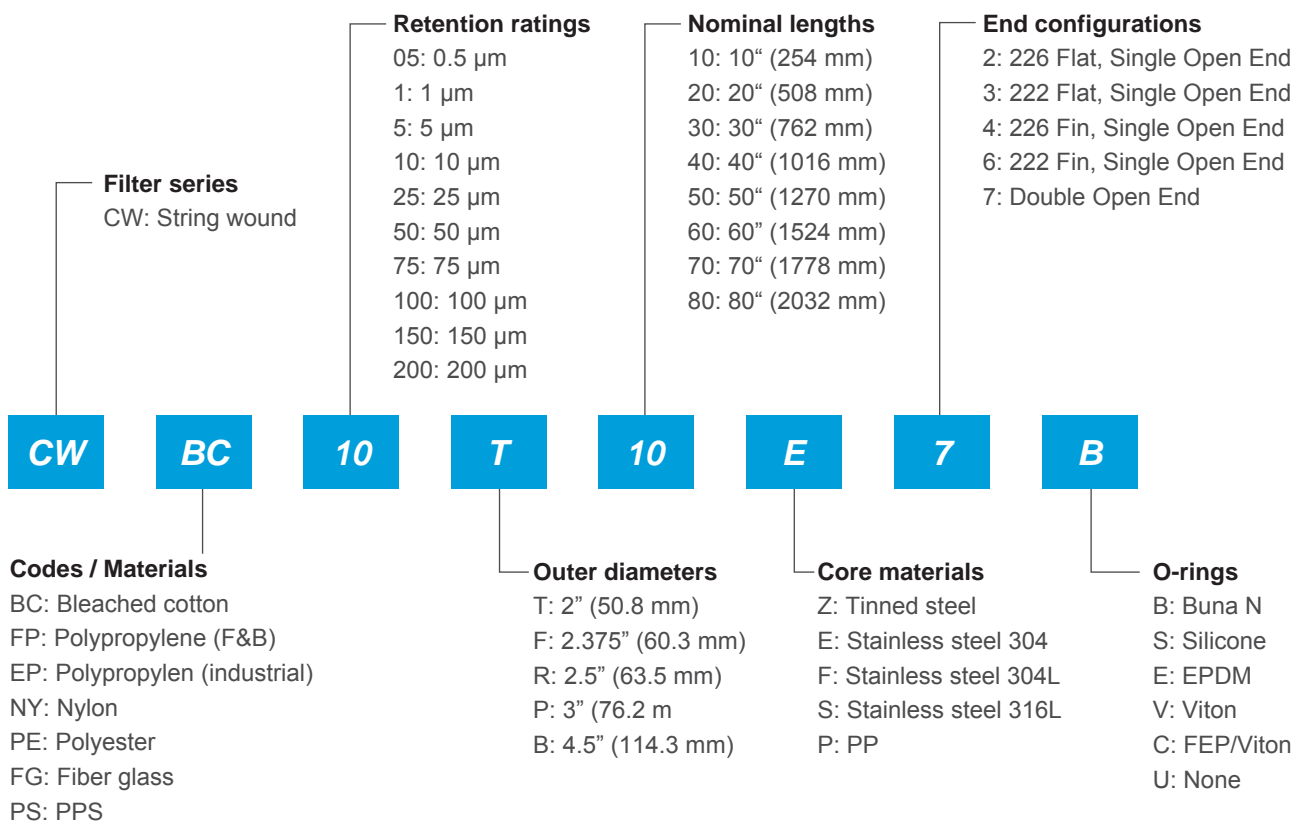 Retention ratings
05: 0.5 µm
1: 1 µm
5: 5 µm
10: 10 µm
25: 25 µm
50: 50 µm
75: 75 µm
100: 100 µm
150: 150 µm
200: 200 µm
Nominal lengths
10: 10“ (254 mm)
20: 20“ (508 mm)
30: 30“ (762 mm)
40: 40“ (1016 mm)
50: 50“ (1270 mm)
60: 60” (1524 mm)
70: 70” (1778 mm)
80: 80“ (2032 mm)
End configurations
2: 226 Flat, Single Open End
3: 222 Flat, Single Open End
4: 226 Fin, Single Open End
6: 222 Fin, Single Open End
7: Double Open End
Filter series
CW: String wound
CW BC 10 T 10 E 7 B
Codes / Materials
BC: Bleached cotton
FP: Polypropylene (F&B)
EP: Polypropylen (industrial)
NY: Nylon
PE: Polyester
FG: Fiber glass
PS: PPS
Outer diameters
T: 2” (50.8 mm)
F: 2.375” (60.3 mm)
R: 2.5” (63.5 mm)
P: 3” (76.2 m
B: 4.5” (114.3 mm)
Core materials
Z: Tinned steel
E: Stainless steel 304
F: Stainless steel 304L
S: Stainless steel 316L
P: PP
O-rings
B: Buna N
S: Silicone
E: EPDM
V: Viton
C: FEP/Viton
U: None